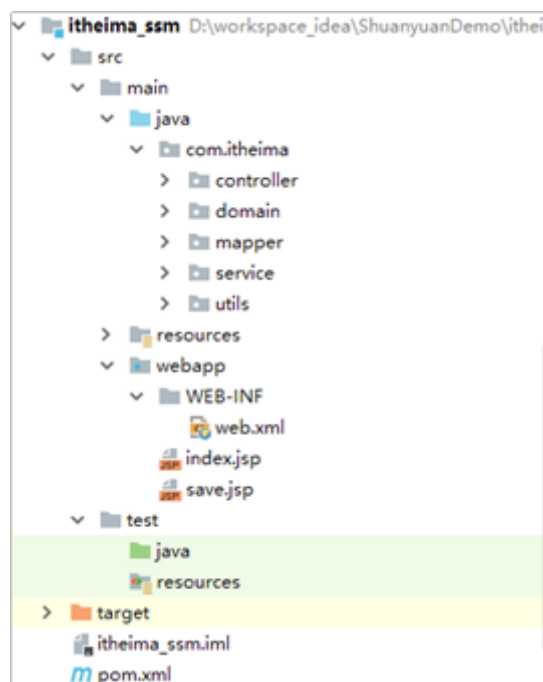 itheima_ssm D:\workspace_idea\ShuanyuanDemo\ithei
src
main
java
com.itheima
controller
domain
mapper
service
utils
resources
webapp
WEB-INF
web.xml
index.jsp
save.jsp
test
java
resources
target
itheima_ssm.iml
pom.xml